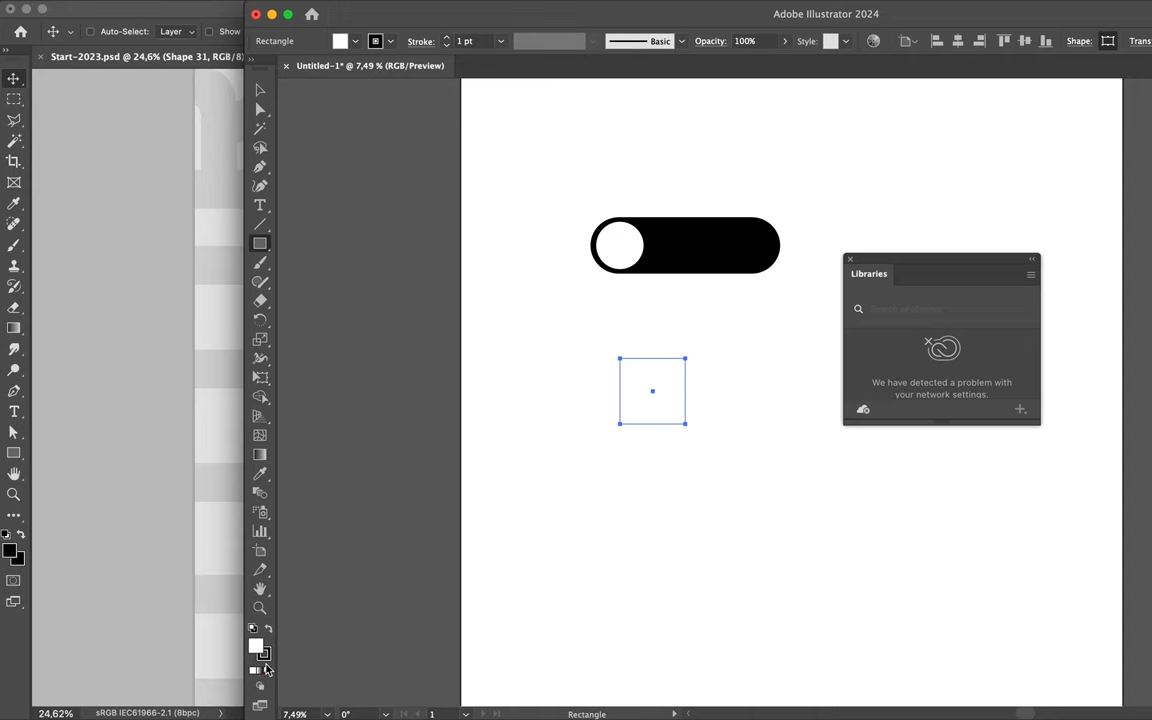 Adobe Illustrator 2024
Auto-Select:
Layer
Show
Rectangle
Stroke:
1 pt
Basic
Opacity:
100%
Style:
Shape:
Trans
Start-2023.psd @ 24,6% (Shape 31, RGB/8)
Untitled-1* @ 7,49 % (RGB/Preview)
Libraries
We have detected a problem with
your network settings.
24,62%
sRGB IEC61966-2.1 (8bpc)
7,49%
0°
1
Rectangle